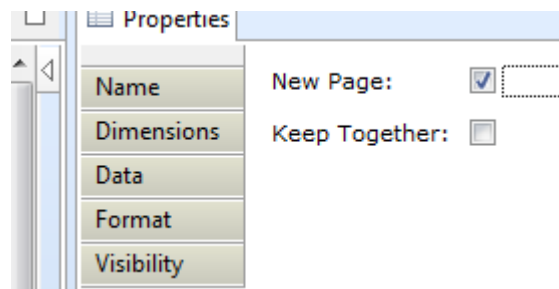 Properties
Name
Dimensions
Data
Format
Visibility
New Page:
Keep Together: